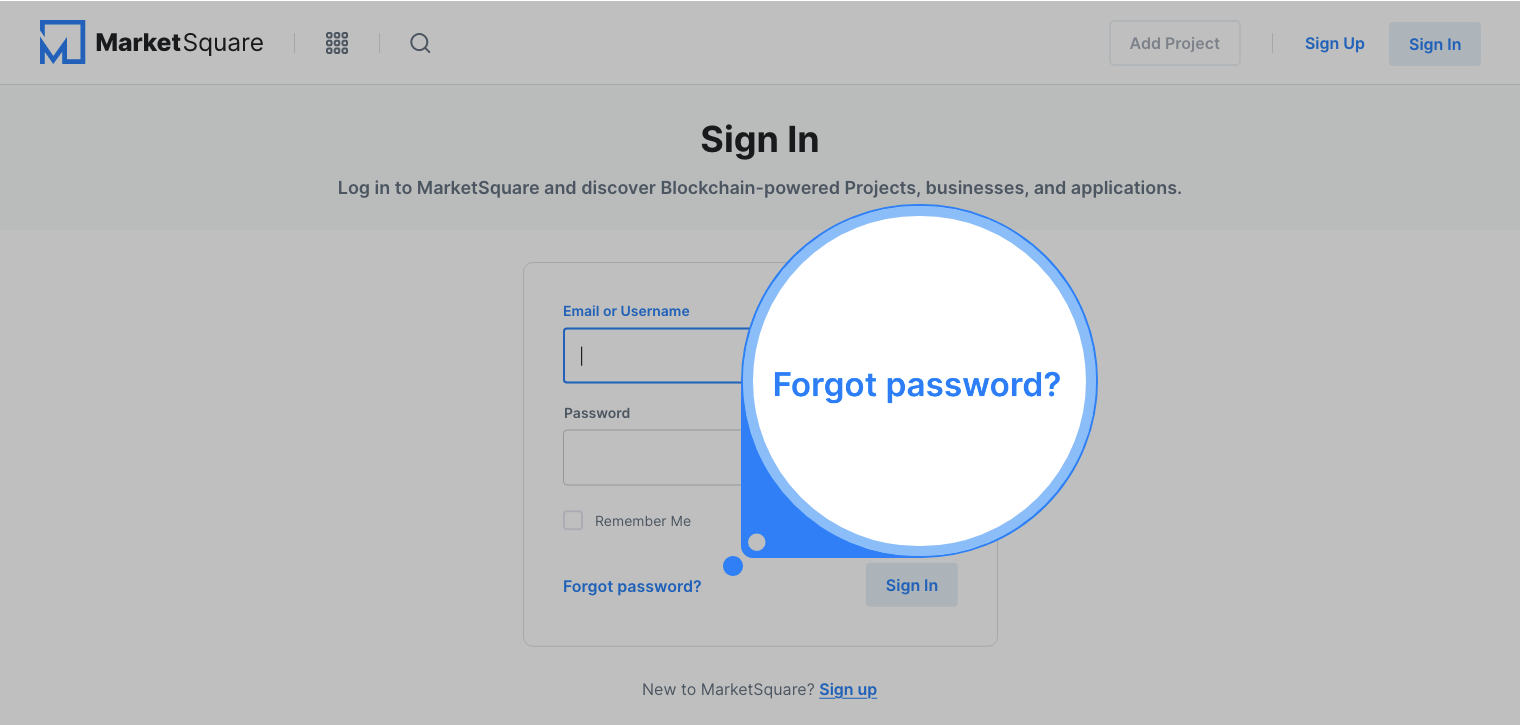 MarketSquare
Add Project
Sign Up
Sign In
Sign In
Log in to MarketSquare and discover Blockchain-powered Projects, businesses, and applications.
Email or Username
Forgot password?
Password
Remember Me
Forgot password?
Sign In
New to MarketSquare? Sign up